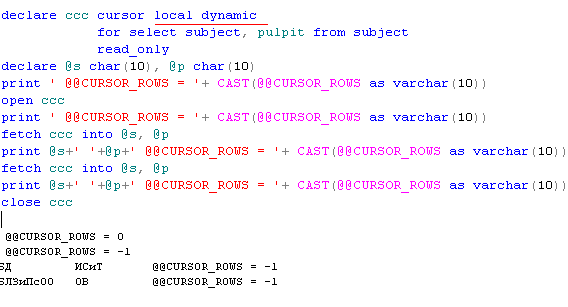 declare ccc cursor local dynamic
for select subject, pulpit from subject
read_only
declare @s char(10), @p char(10)
print ' @@CURSOR_ROWS = '+ CAST(@@CURSOR_ROWS as varchar(10))
open ccc
print ' @@CURSOR_ROWS = '+ CAST(@@CURSOR_ROWS as varchar(10))
fetch ccc into @s, @p
print @s+' '+@p+' @@CURSOR_ROWS = '+ CAST(@@CURSOR_ROWS as varchar(10))
fetch ccc into @s, @p
print @s+' '+@p+' @@CURSOR_ROWS = '+ CAST(@@CURSOR_ROWS as varchar(10))
close ccc
@@CURSOR_ROWS = 0
@@CURSOR_ROWS = -1
БД ИСиТ @@CURSOR_ROWS = -1
БЛЗиПсОО ОВ @@CURSOR_ROWS = -1